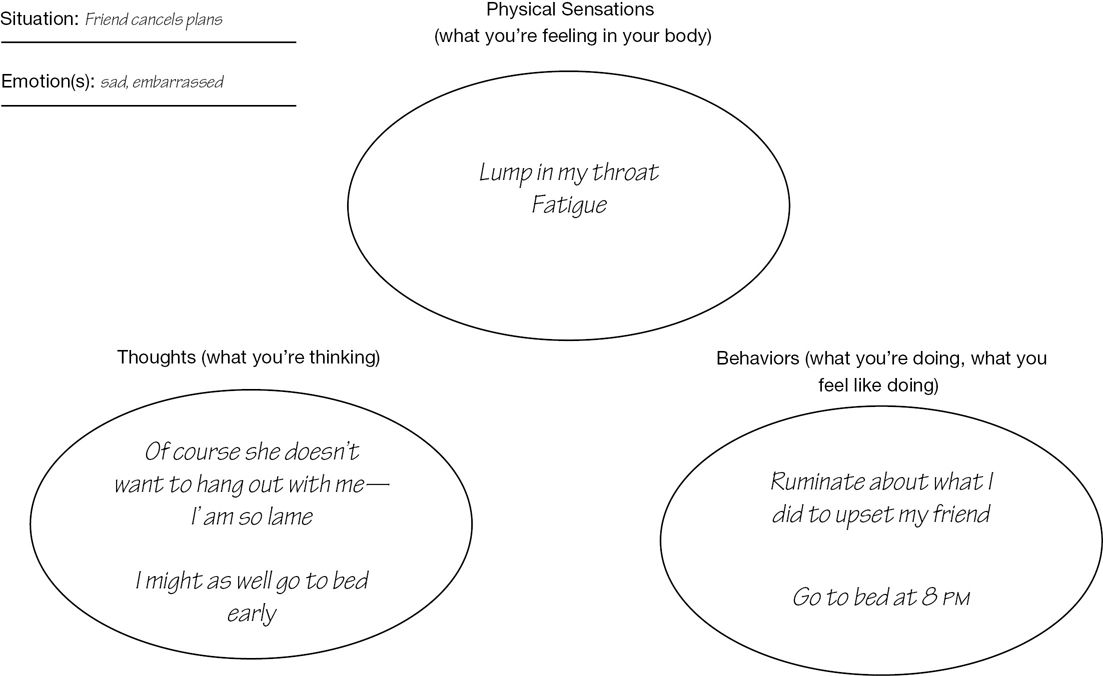 Situation: Friend cancels plans
Emotion(s): sad, embarrassed
Physical Sensations
(what you’re feeling in your body)
Lump in my throat
Fatigue
Thoughts (what you’re thinking)
Of course she doesn’t
want to hang out with me—
I’ am so lame
I might as well go to bed
early
Behaviors (what you’re doing, what you
feel like doing)
Ruminate about what I
did to upset my friend
Go to bed at 8 PM